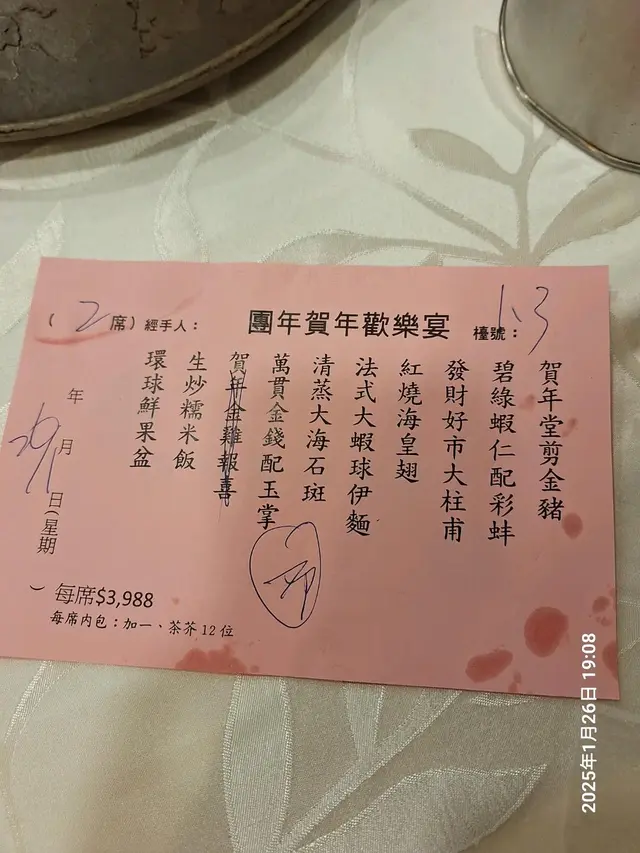 團年賀年歡樂宴
(2席) 經手人：
檯號：13
賀年堂剪金豬
碧綠蝦仁配彩蚌
發財好市大柱甫
紅燒海皇翅
法式大蝦球伊麵
清蒸大海石斑
萬貫金錢配玉掌
賀年金雞報喜
生炒糯米飯
環球鮮果盆
年 月 日(星期 )
每席$3,988
每席內包：加一、茶芥12位
2025年1月26日 19:08